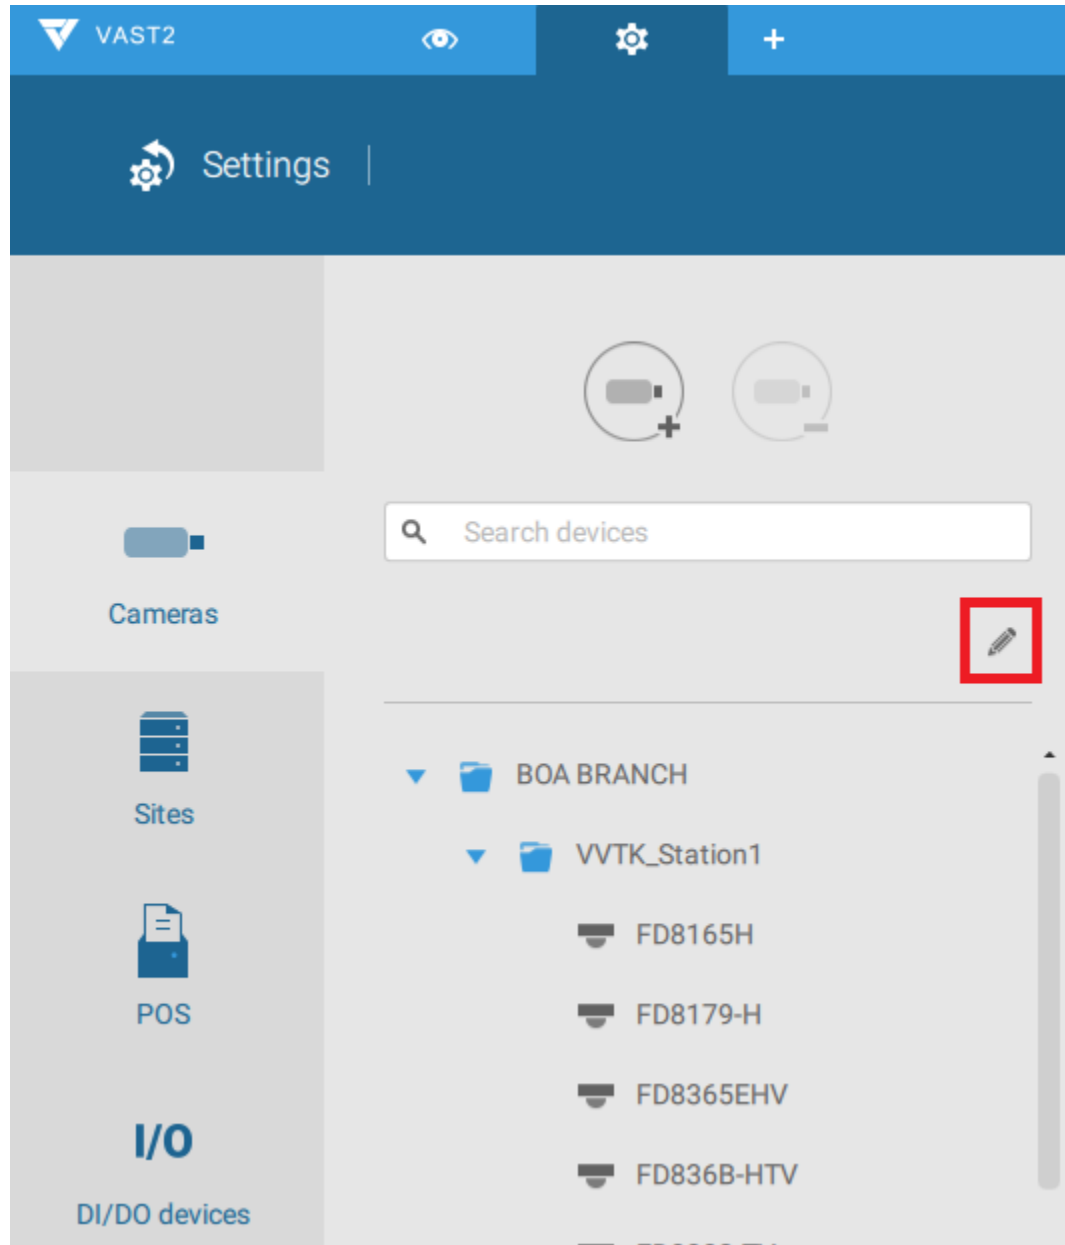 VAST2
+
Settings
Search devices
Cameras
BOA BRANCH
Sites
VVTK_Station1
FD8165H
POS
FD8179-H
FD8365EHV
I/O
FD836B-HTV
DI/DO devices